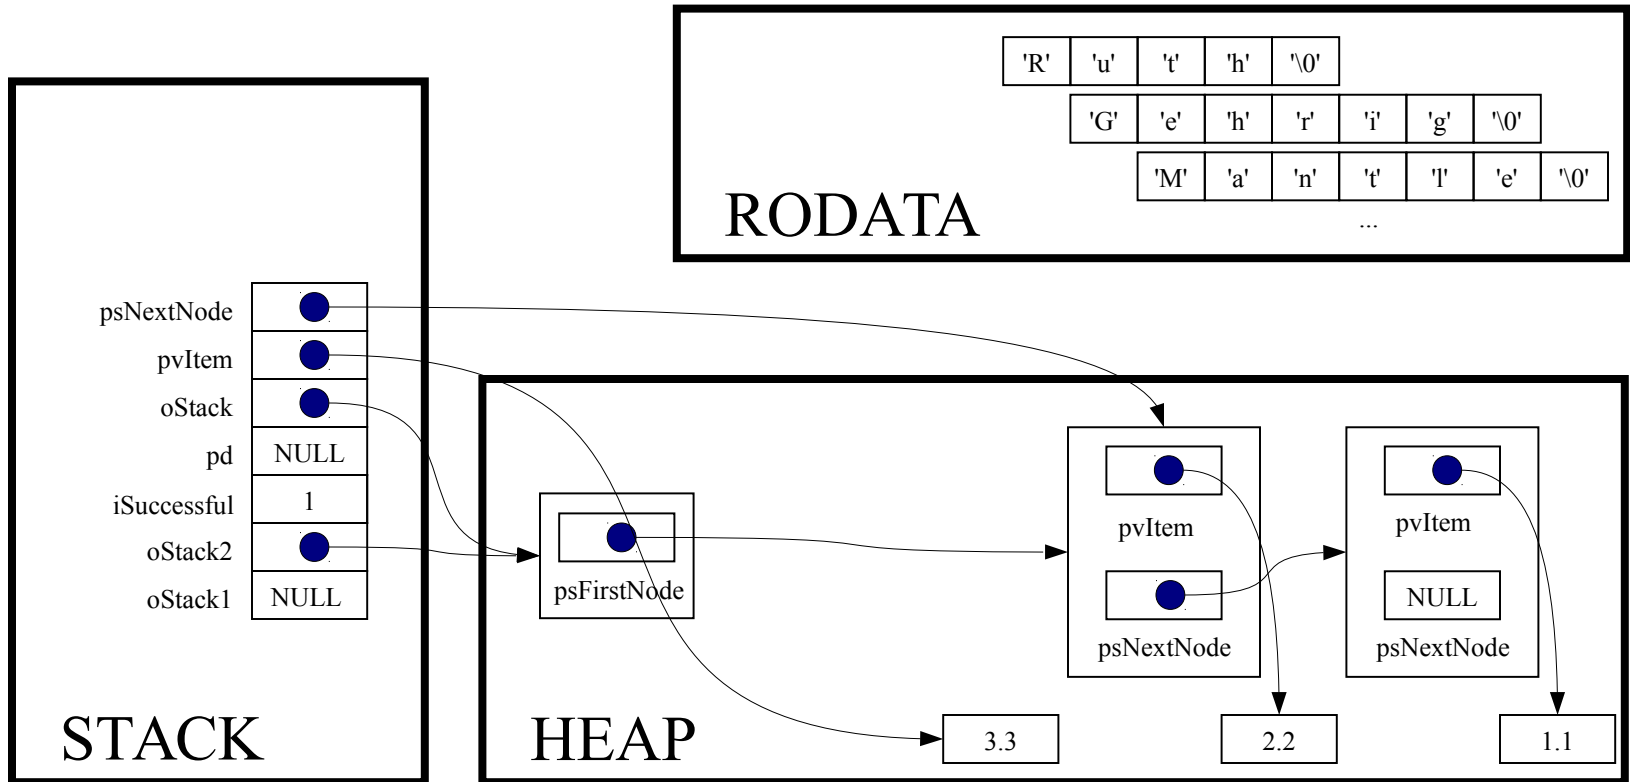 'R' 'u' 't' 'h' '\0'
'G' 'e' 'h' 'r' 'i' 'g' '\0'
'M' 'a' 'n' 't' 'l' 'e' '\0'
...
RODATA
psNextNode
pvItem
oStack
pd NULL
iSuccessful 1
oStack2
oStack1 NULL
STACK
psFirstNode
pvItem
psNextNode
pvItem
NULL
psNextNode
HEAP
3.3
2.2
1.1